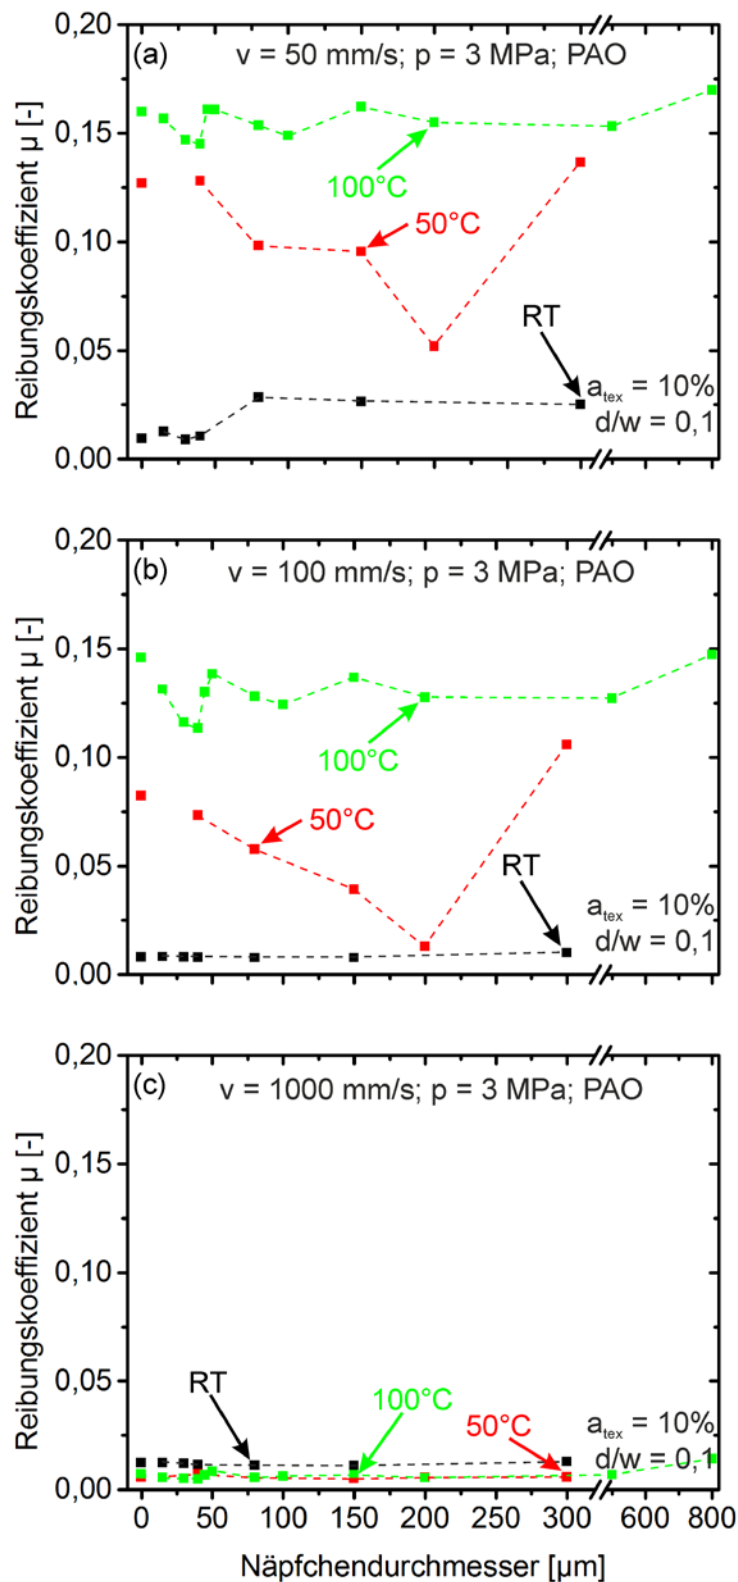 0,20
(a) v = 50 mm/s; p = 3 MPa; PAO
0,15
100°C
0,10
50°C
RT
0,05
a_tex = 10%
d/w = 0,1
0,00
Reibungskoeffizient µ [-]
0,20
(b) v = 100 mm/s; p = 3 MPa; PAO
0,15
100°C
0,10
50°C
RT
0,05
a_tex = 10%
d/w = 0,1
0,00
Reibungskoeffizient µ [-]
0,20
(c) v = 1000 mm/s; p = 3 MPa; PAO
0,15
0,10
0,05
RT
100°C
50°C
a_tex = 10%
d/w = 0,1
0,00
Reibungskoeffizient µ [-]
0 50 100 150 200 250 300 600 800
Näpfchendurchmesser [µm]